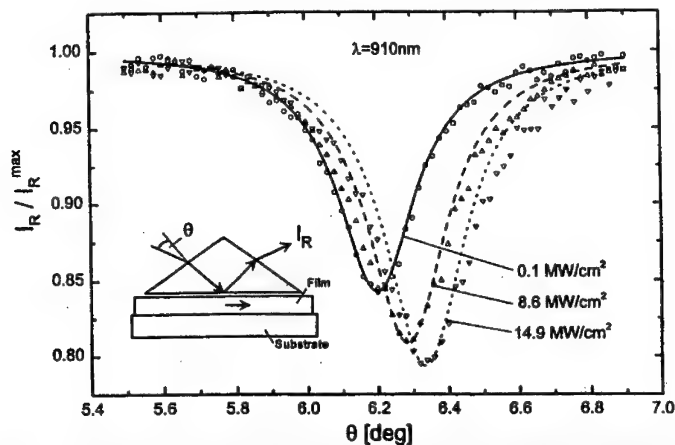 λ=910nm
I_R / I_R^max
1.00
0.95
0.90
0.85
0.80
θ
I_R
Film
Substrate
0.1 MW/cm²
8.6 MW/cm²
14.9 MW/cm²
5.4 5.6 5.8 6.0 6.2 6.4 6.6 6.8 7.0
θ [deg]